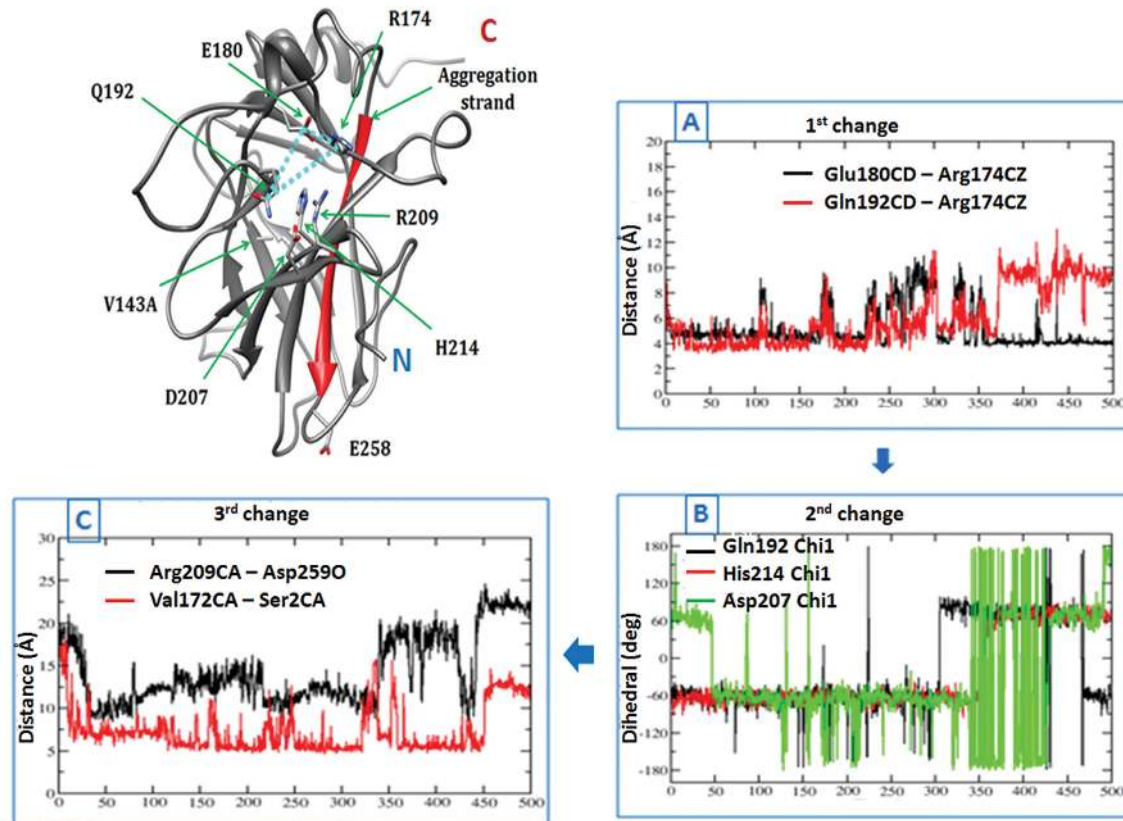 R174
C
E180
Aggregation
strand
Q192
R209
V143A
N
H214
D207
E258
A
1st change
Glu180CD – Arg174CZ
Gln192CD – Arg174CZ
Distance (Å)
20
18
16
14
12
10
8
6
4
2
0
0 50 100 150 200 250 300 350 400 450 500
C
3rd change
Arg209CA – Asp259O
Val172CA – Ser2CA
Distance (Å)
30
25
20
15
10
5
0
0 50 100 150 200 250 300 350 400 450 500
B
2nd change
Gln192 Chi1
His214 Chi1
Asp207 Chi1
Dihedral (deg)
180
120
60
0
-60
-120
-180
0 50 100 150 200 250 300 350 400 450 500